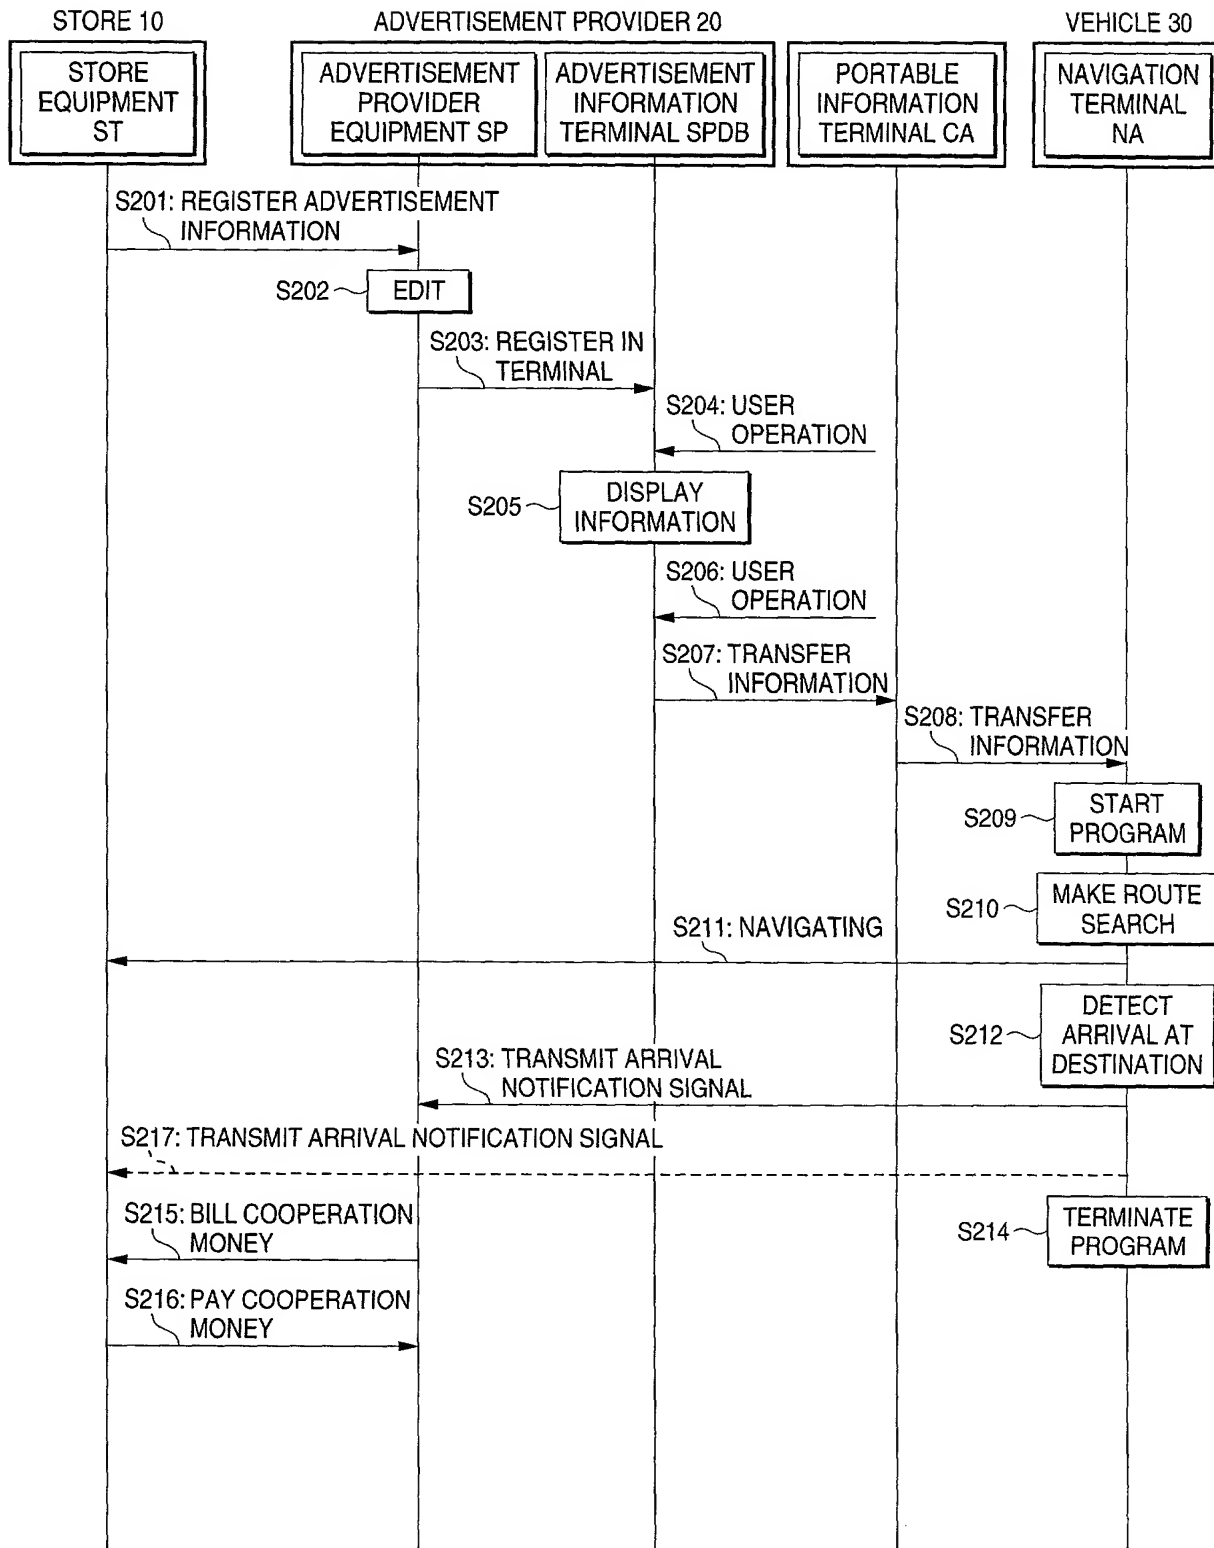 STORE 10
ADVERTISEMENT PROVIDER 20
VEHICLE 30
STORE
EQUIPMENT
ST
ADVERTISEMENT
PROVIDER
EQUIPMENT SP
ADVERTISEMENT
INFORMATION
TERMINAL SPDB
PORTABLE
INFORMATION
TERMINAL CA
NAVIGATION
TERMINAL
NA
S201: REGISTER ADVERTISEMENT
INFORMATION
S202
EDIT
S203: REGISTER IN
TERMINAL
S204: USER
OPERATION
S205
DISPLAY
INFORMATION
S206: USER
OPERATION
S207: TRANSFER
INFORMATION
S208: TRANSFER
INFORMATION
S209
START
PROGRAM
S210
MAKE ROUTE
SEARCH
S211: NAVIGATING
S212
DETECT
ARRIVAL AT
DESTINATION
S213: TRANSMIT ARRIVAL
NOTIFICATION SIGNAL
S217: TRANSMIT ARRIVAL NOTIFICATION SIGNAL
S215: BILL COOPERATION
MONEY
S214
TERMINATE
PROGRAM
S216: PAY COOPERATION
MONEY